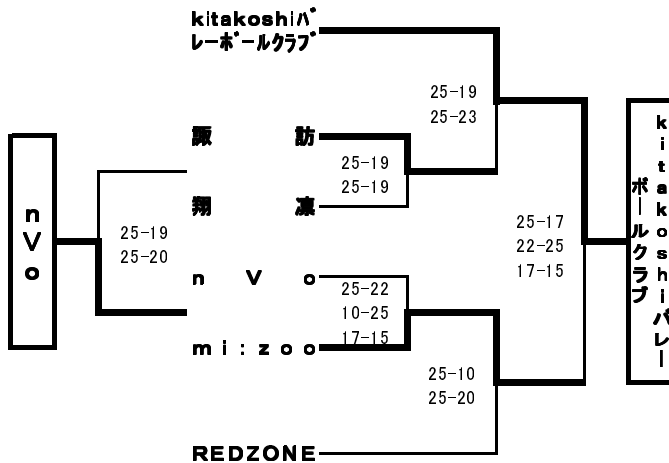 kitakoshiバ
レーボールクラブ
25-19
25-23
諏訪
25-19
25-19
翔凜
nVo
25-19
25-20
25-17
22-25
17-15
kitakoshiバレー
ボールクラブ
nVo
25-22
10-25
17-15
mi:zoo
25-10
25-20
REDZONE